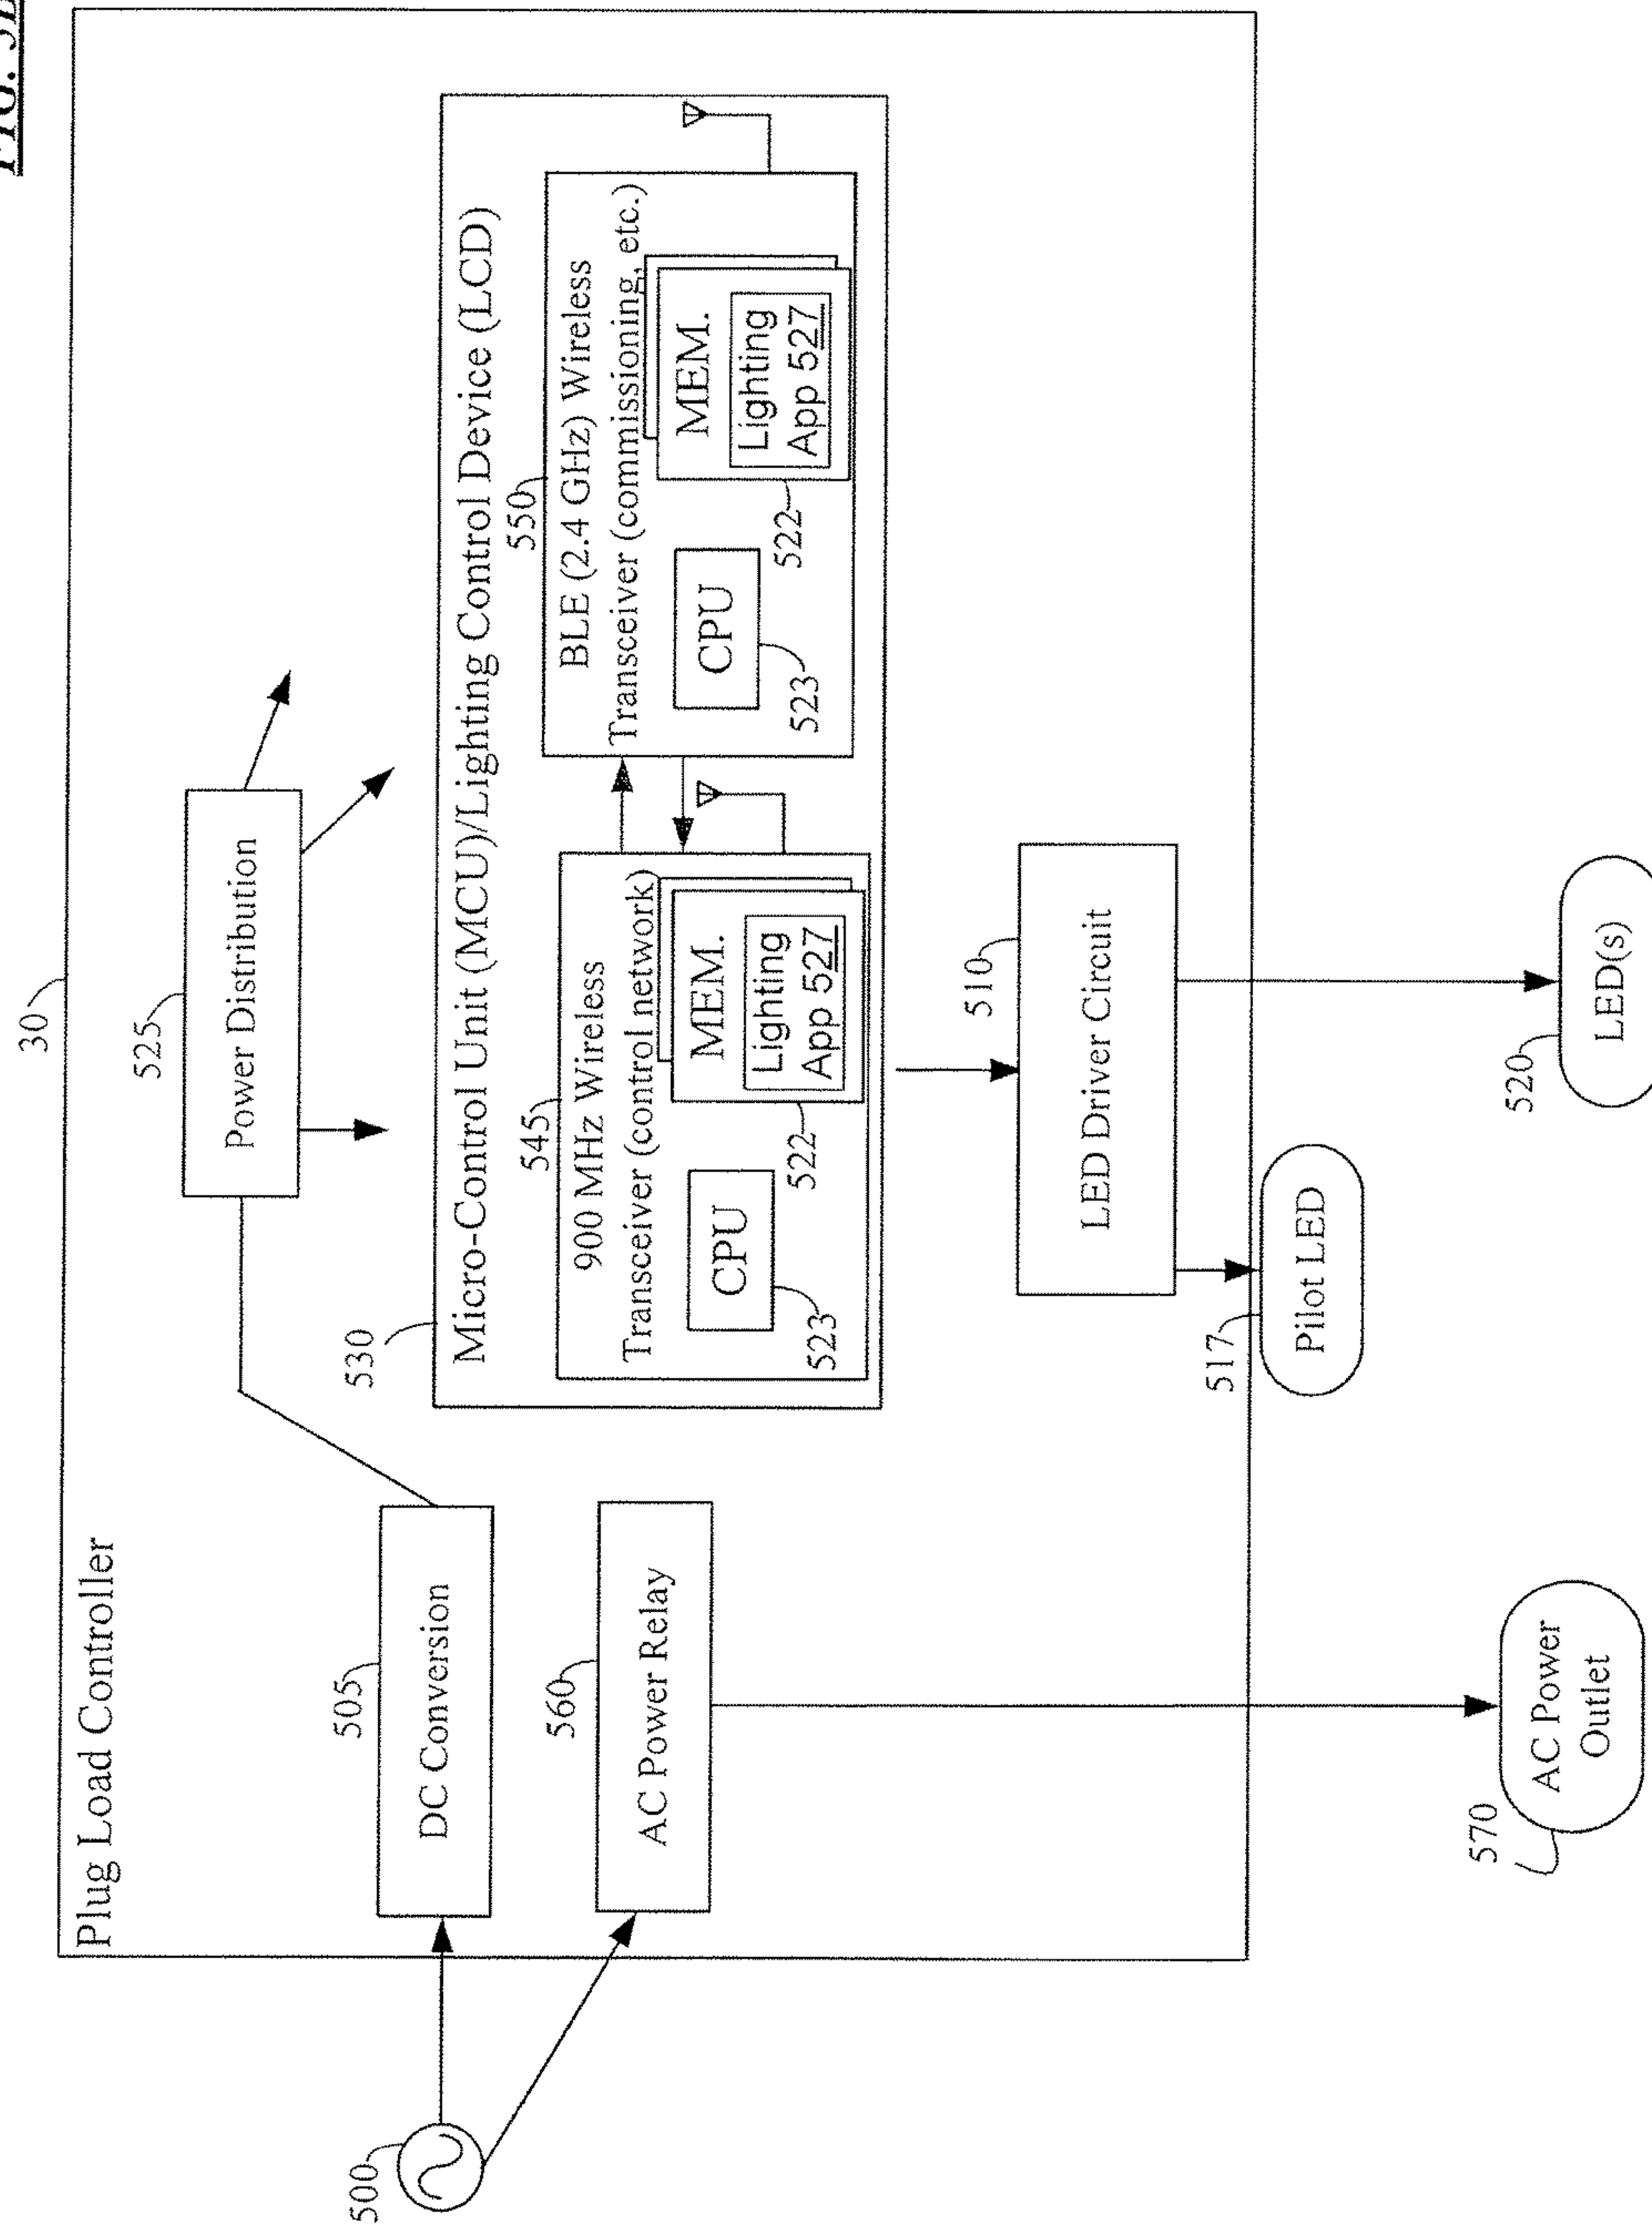 30
Plug Load Controller
525
Power Distribution
500
505
DC Conversion
530
Micro-Control Unit (MCU)/Lighting Control Device (LCD)
545
900 MHz Wireless
Transceiver (control network)
CPU
523
MEM.
Lighting
App 527
522
550
BLE (2.4 GHz) Wireless
Transceiver (commissioning, etc.)
CPU
523
MEM.
Lighting
App 527
522
560
AC Power Relay
510
LED Driver Circuit
517
Pilot LED
570
AC Power
Outlet
520
LED(s)